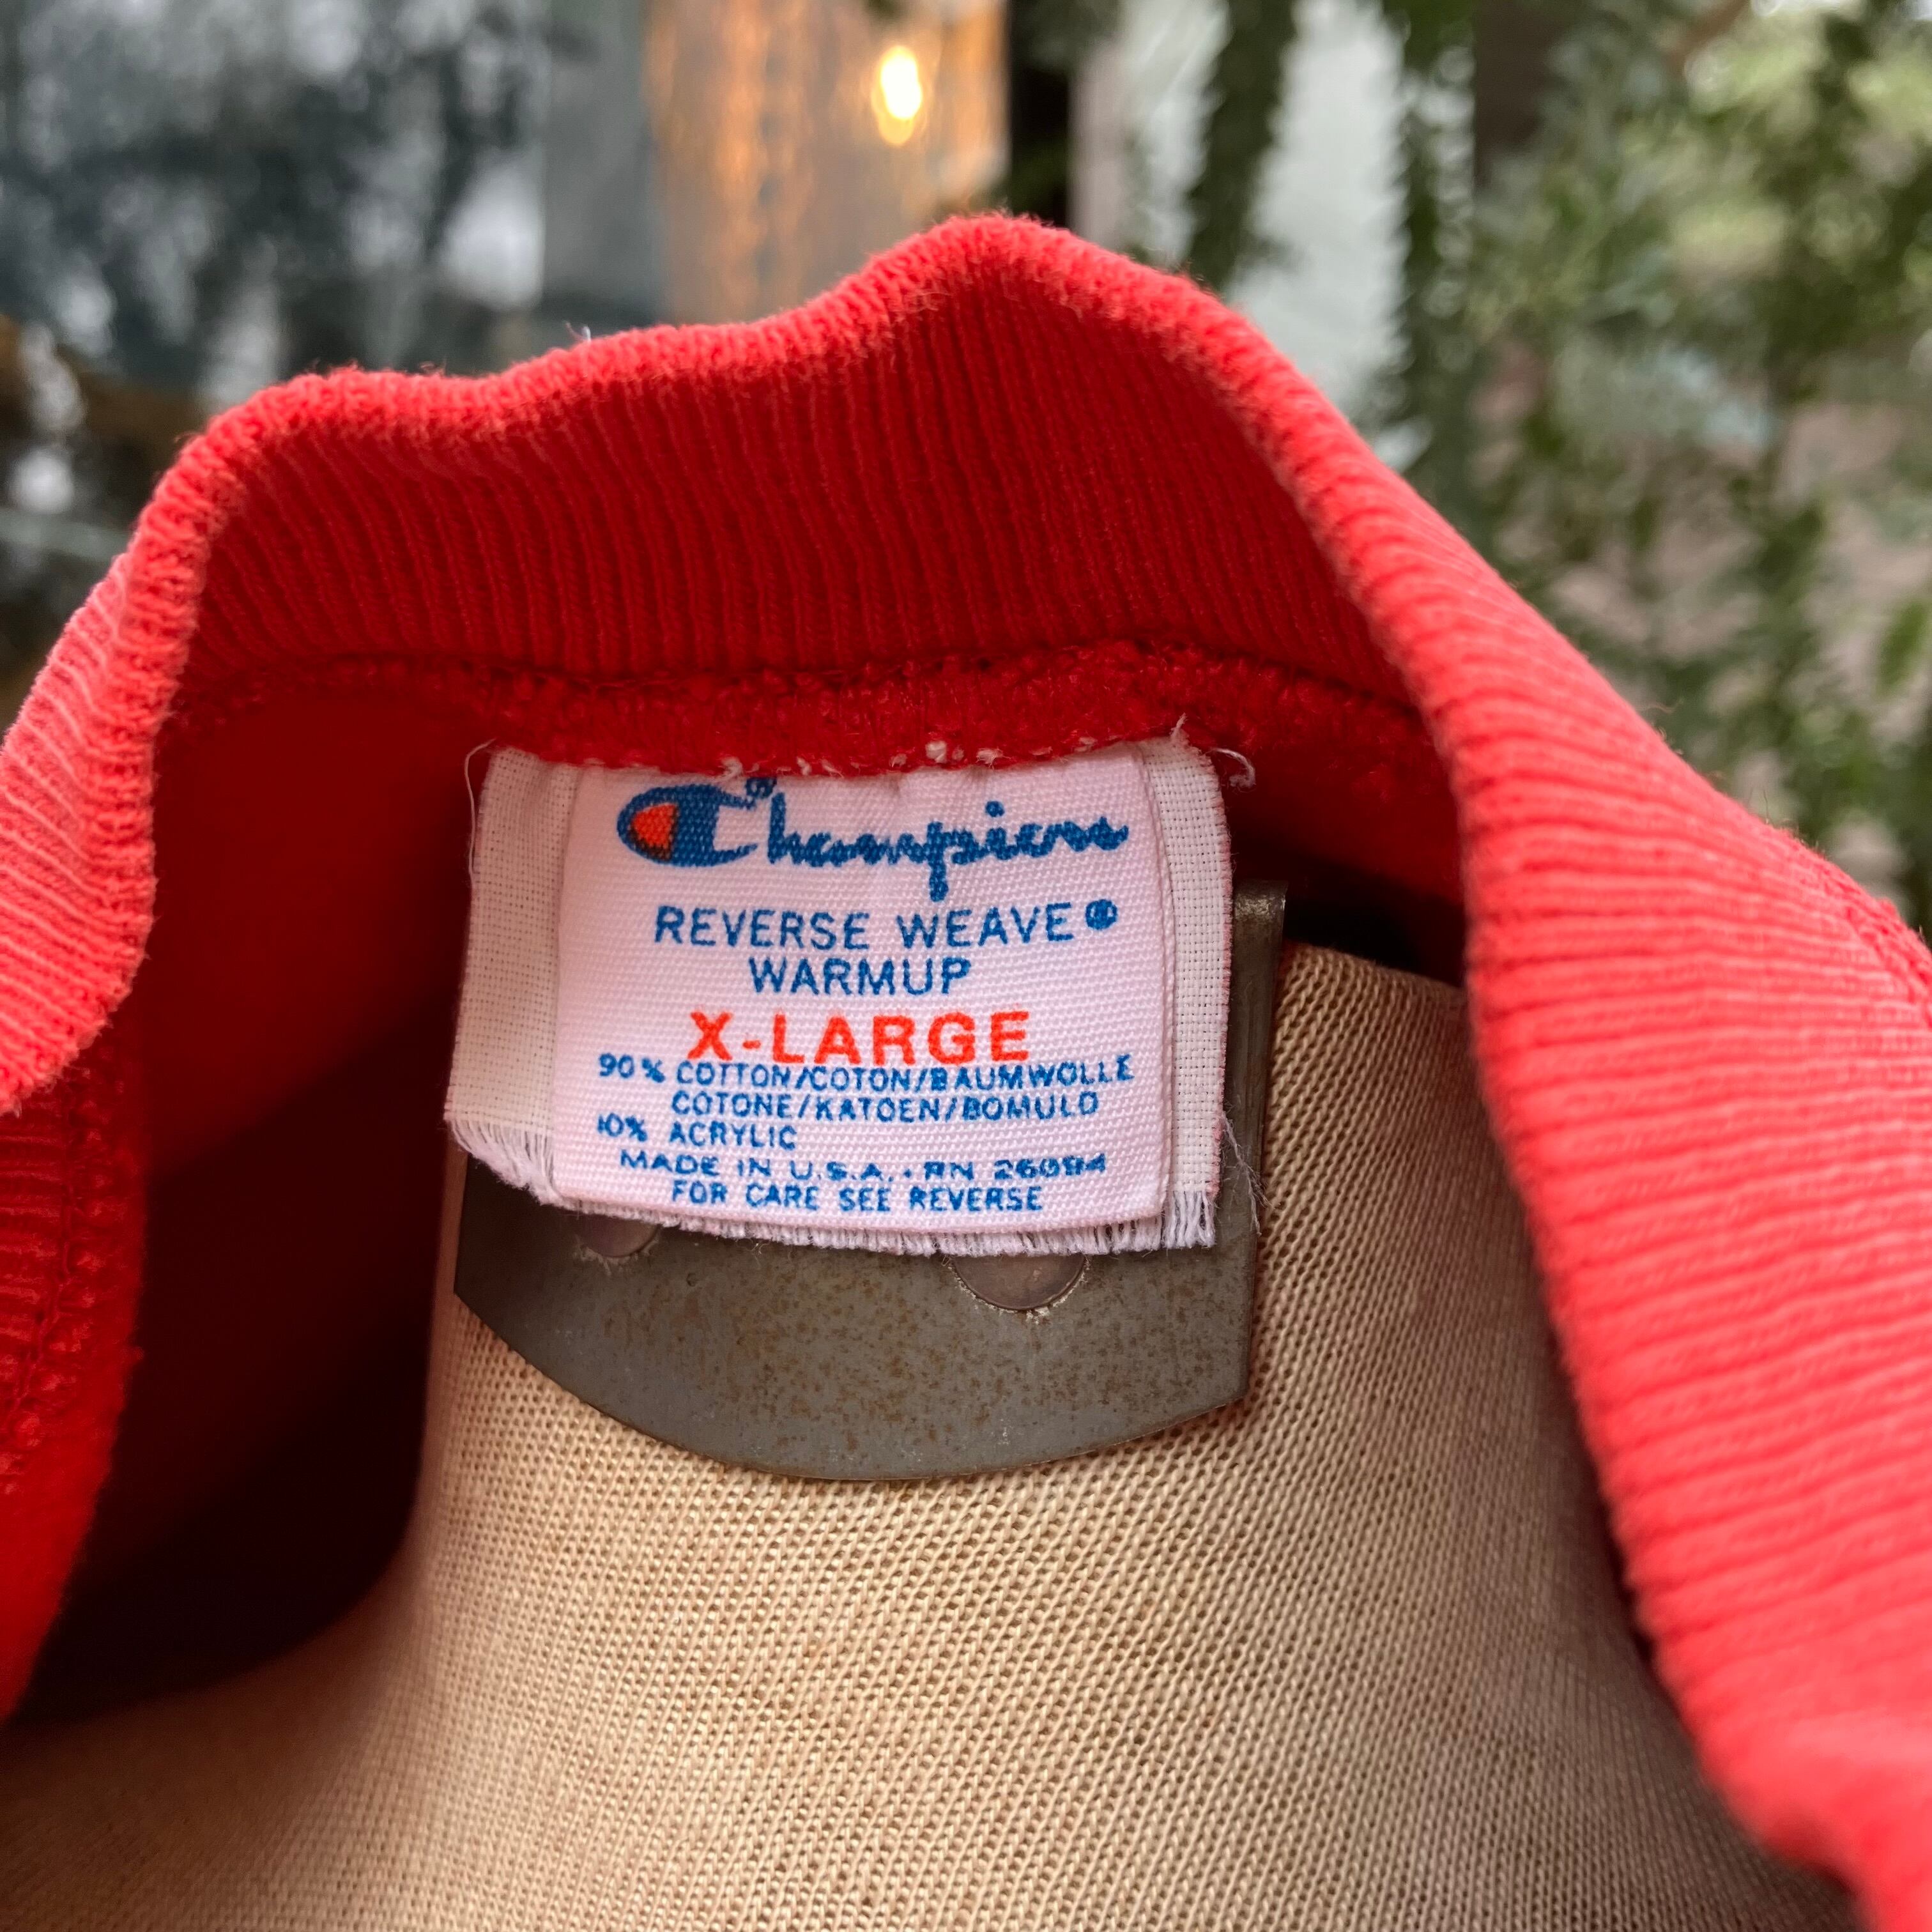 Champion
REVERSE WEAVE®
WARMUP
X-LARGE
90% COTTON/COTON/BAUMWOLLE
COTONE/KATOEN/BOMULD
10% ACRYLIC
MADE IN U.S.A. · RN 26094
FOR CARE SEE REVERSE